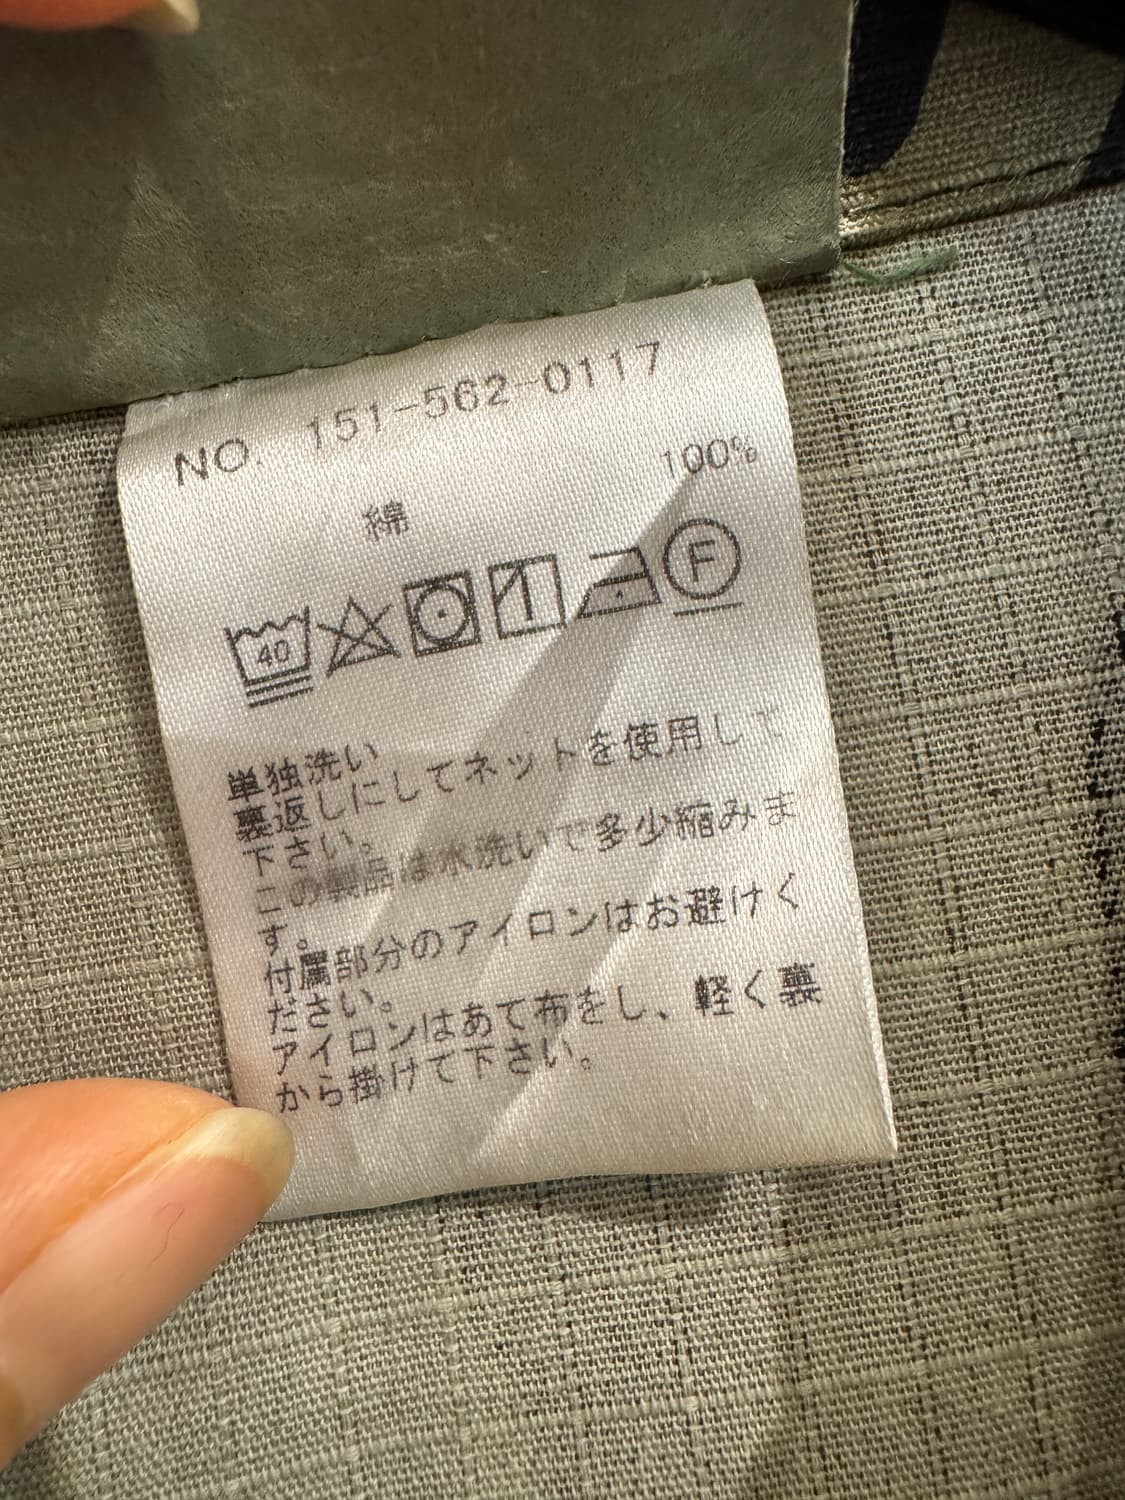 NO. 151-562-0117
綿 100%
40
F
単独洗い
裏返しにしてネットを使用して
下さい。
この製品は水洗いで多少縮みま
す。
付属部分のアイロンはお避けく
ださい。
アイロンはあて布をし、軽く裏
から掛けて下さい。